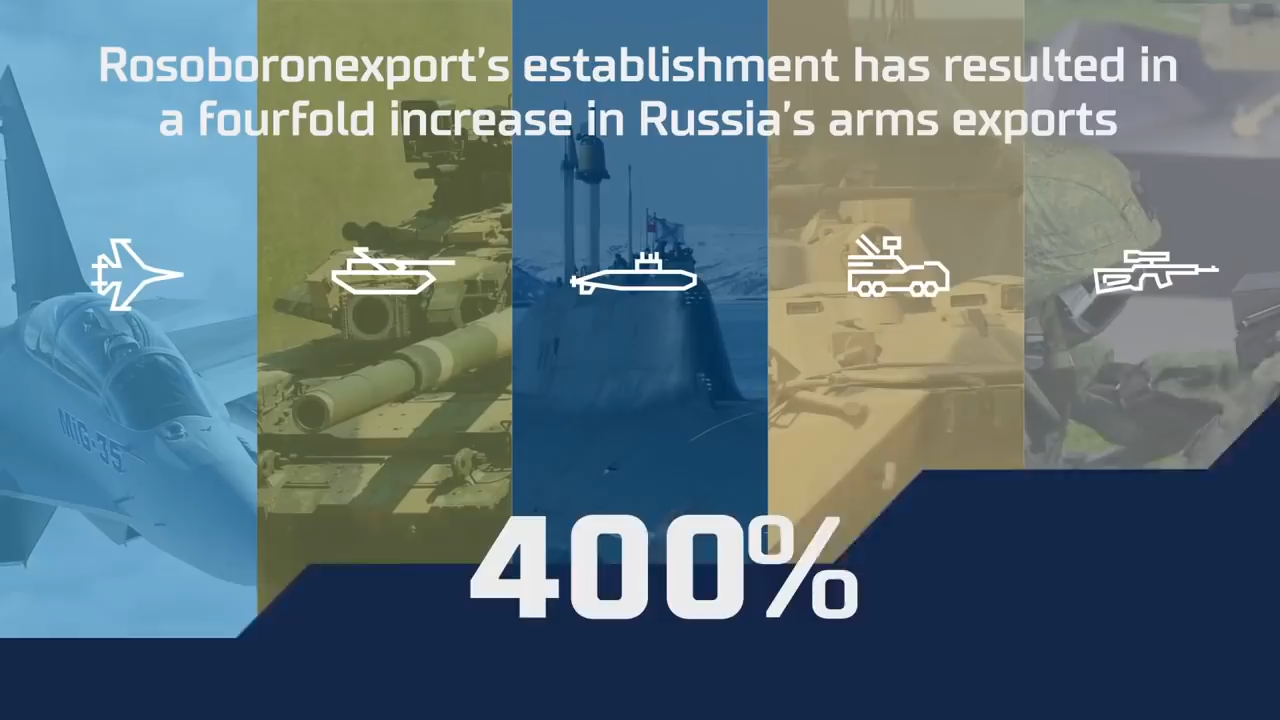 Rosoboronexport's establishment has resulted in
a fourfold increase in Russia's arms exports
MiG-35
400%